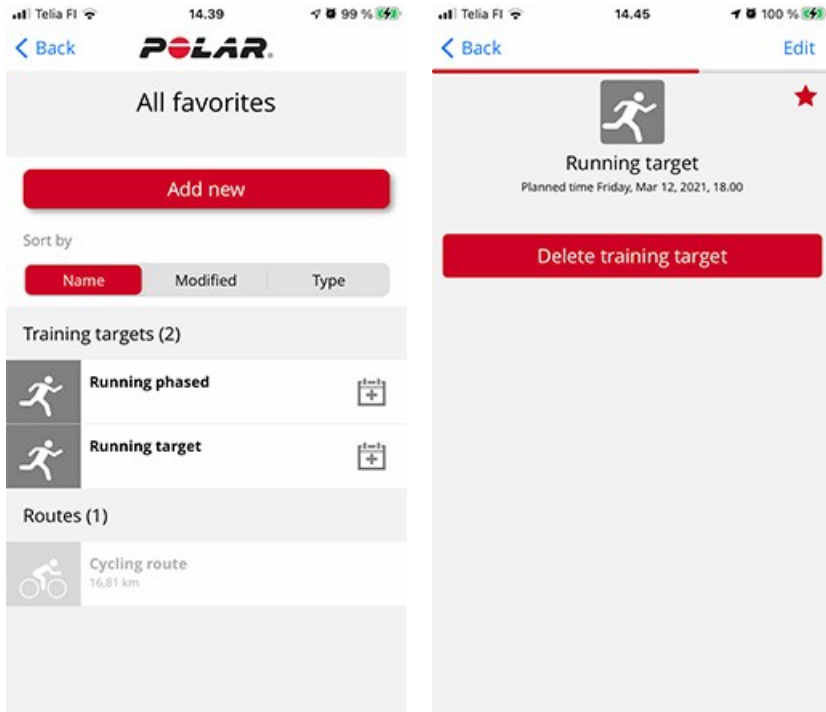 Telia FI 14.39 99 %
Back POLAR.
All favorites
Add new
Sort by
Name Modified Type
Training targets (2)
Running phased
Running target
Routes (1)
Cycling route
16,81 km
Telia FI 14.45 100 %
Back Edit
Running target
Planned time Friday, Mar 12, 2021, 18.00
Delete training target